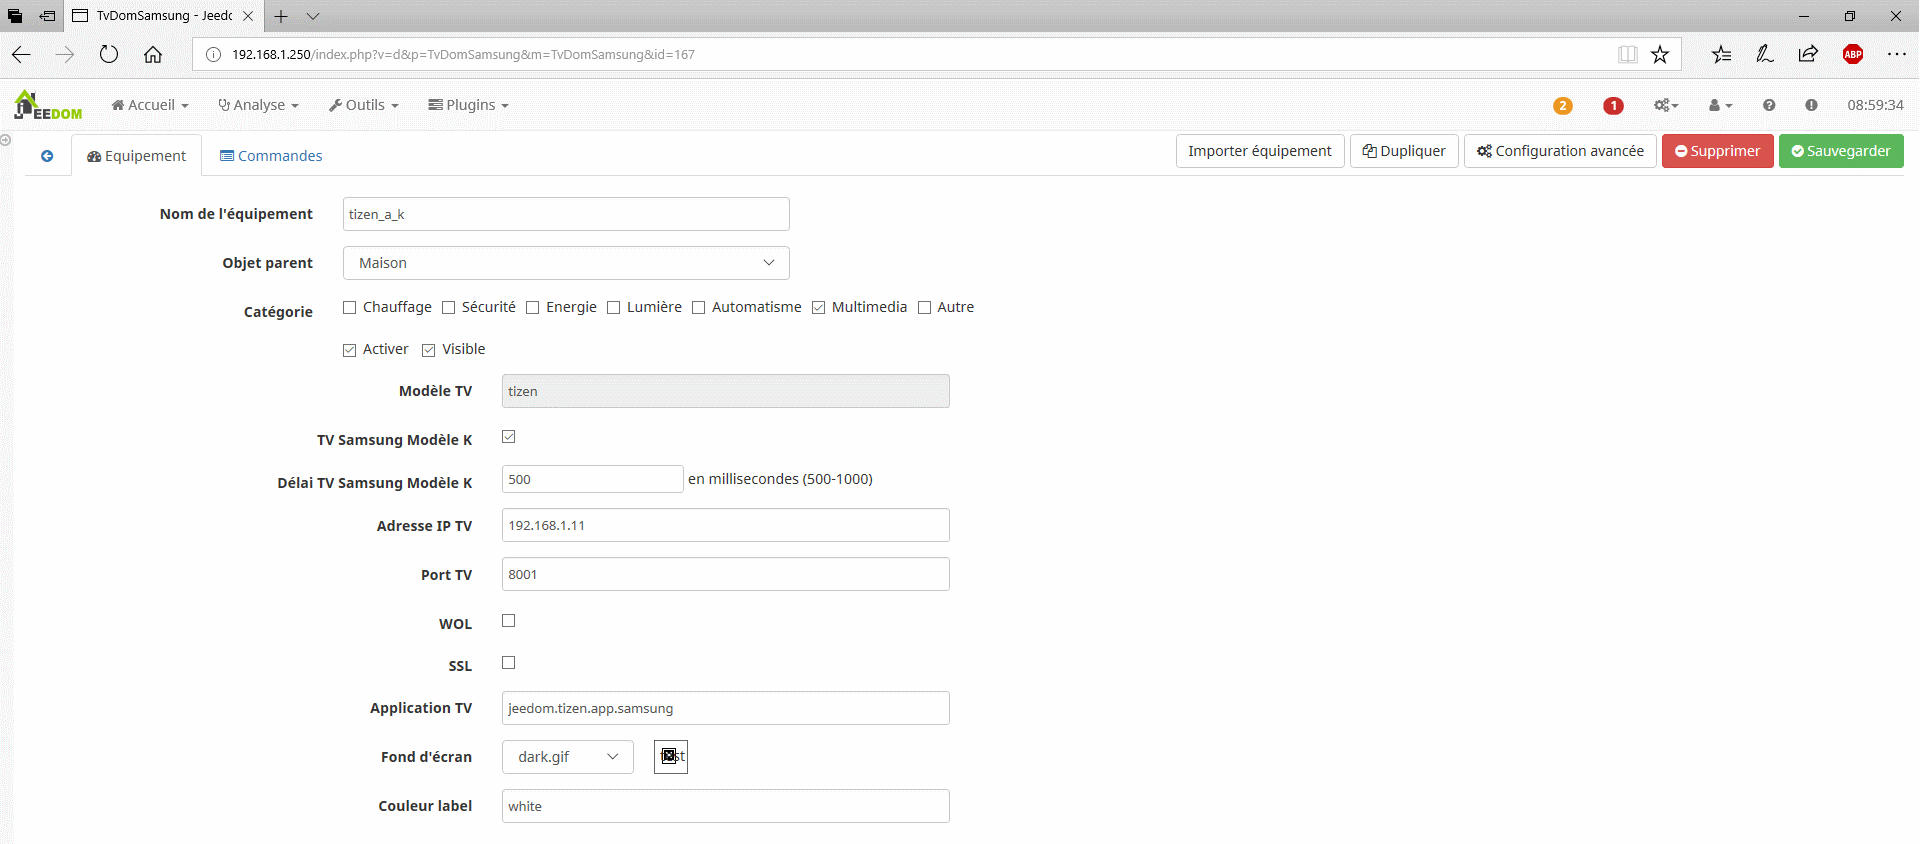 TvDomSamsung - Jeedc
192.168.1.250/index.php?v=d&p=TvDomSamsung&m=TvDomSamsung&id=167
ABP
JEEDOM Accueil Analyse Outils Plugins 2 1 08:59:34
Equipement Commandes Importer équipement Dupliquer Configuration avancée Supprimer Sauvegarder
Nom de l'équipement tizen_a_k
Objet parent Maison
Catégorie Chauffage Sécurité Energie Lumière Automatisme Multimedia Autre
Activer Visible
Modèle TV tizen
TV Samsung Modèle K
Délai TV Samsung Modèle K 500 en millisecondes (500-1000)
Adresse IP TV 192.168.1.11
Port TV 8001
WOL
SSL
Application TV jeedom.tizen.app.samsung
Fond d'écran dark.gif
Couleur label white